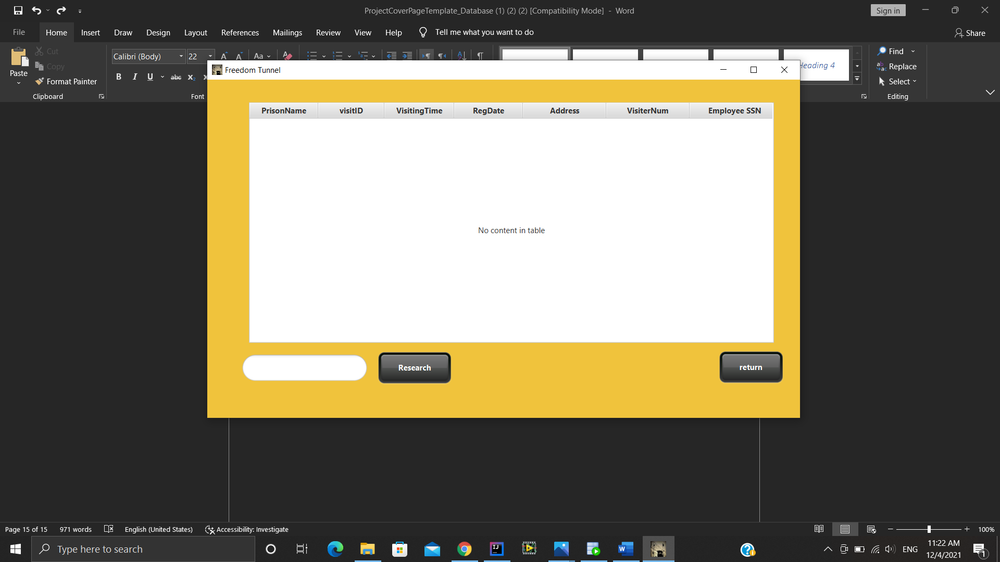 ProjectCoverPageTemplate_Database (1) (2) (2) [Compatibility Mode] - Word
Sign in
File Home Insert Draw Design Layout References Mailings Review View Help Tell me what you want to do
Share
Paste
Cut
Copy
Format Painter
Clipboard
Calibri (Body) 22
Aa
B I U abc x₂
Font
Heading 4
Find
Replace
Select
Editing
Freedom Tunnel
PrisonName visitID VisitingTime RegDate Address VisiterNum Employee SSN
No content in table
Research
return
Page 15 of 15 971 words English (United States) Accessibility: Investigate
100%
Type here to search
IJ
W
ENG
11:22 AM
12/4/2021
1